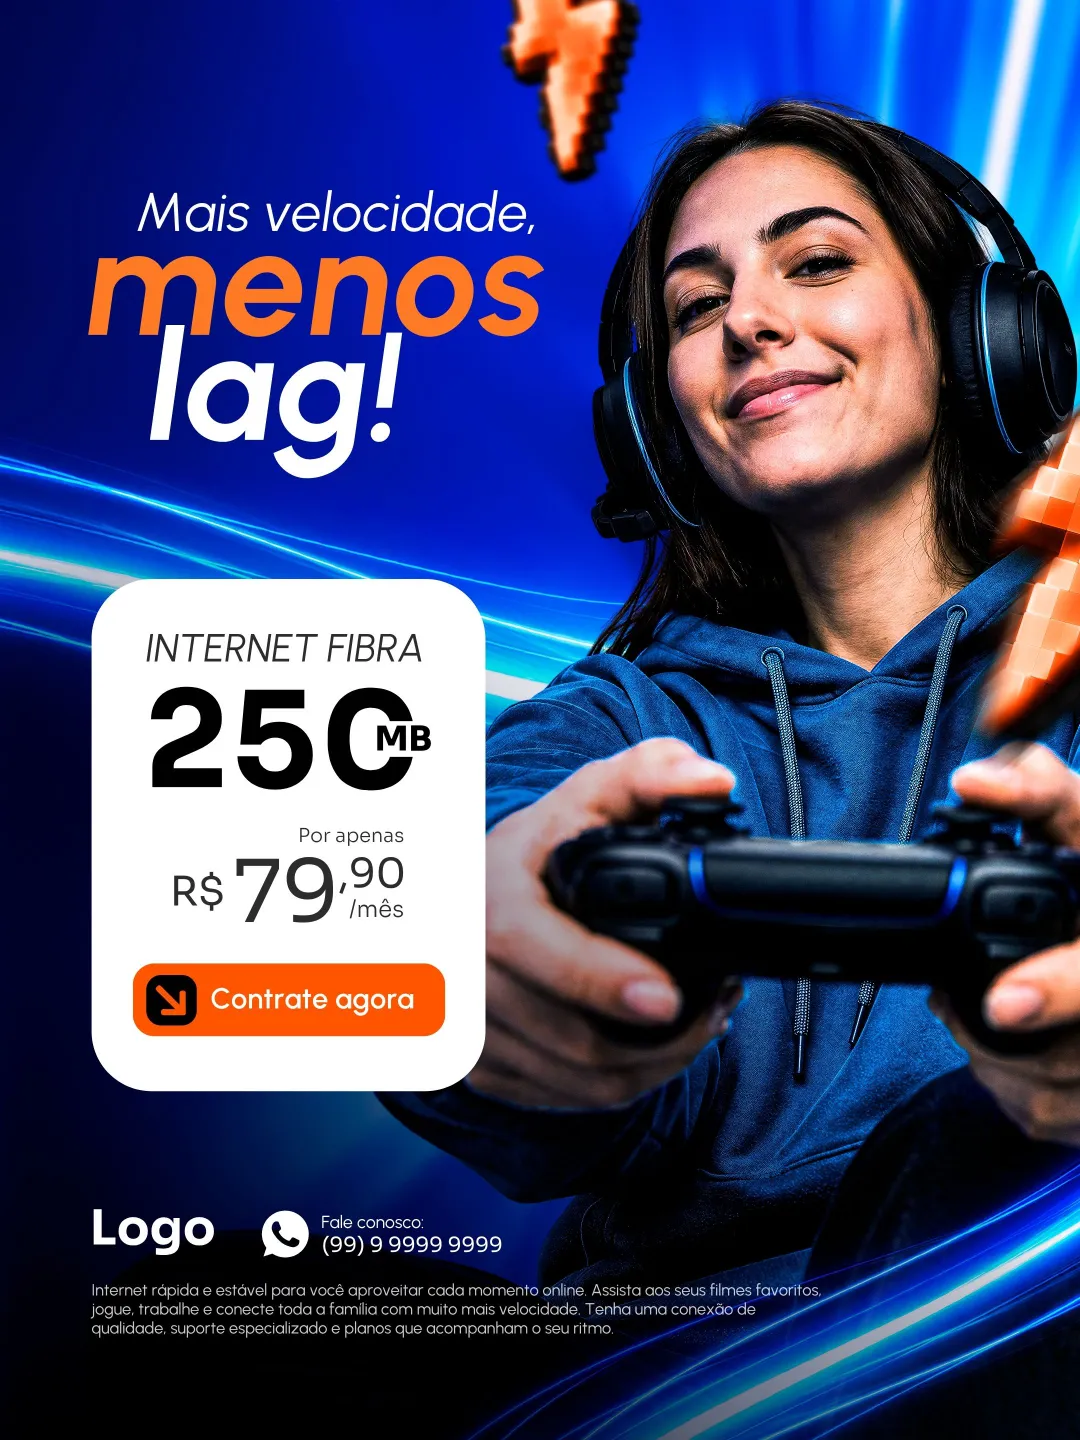 Mais velocidade,
menos
lag!
INTERNET FIBRA
250 MB
Por apenas
R$ 79,90
/mês
Contrate agora
Logo
Fale conosco:
(99) 9 9999 9999
Internet rápida e estável para você aproveitar cada momento online. Assista aos seus filmes favoritos,
jogue, trabalhe e conecte toda a família com muito mais velocidade. Tenha uma conexão de
qualidade, suporte especializado e planos que acompanham o seu ritmo.